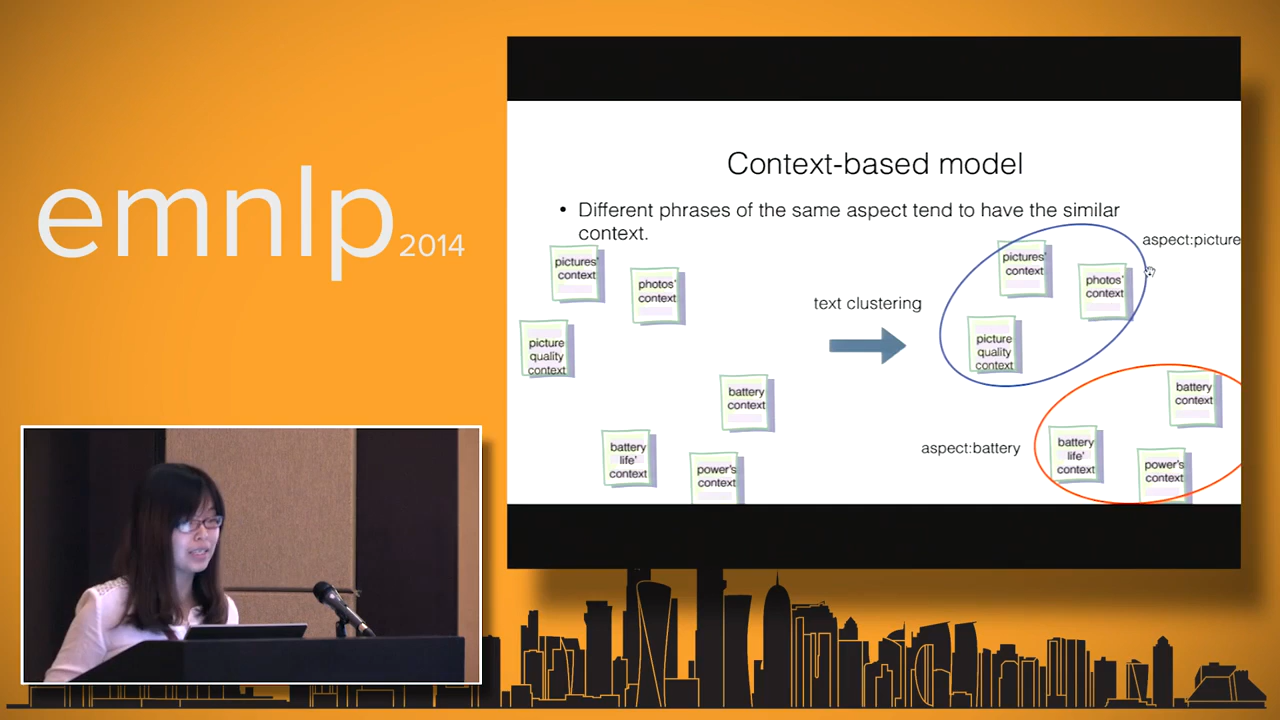 emnlp 2014
Context-based model
• Different phrases of the same aspect tend to have the similar
context.
pictures'
context
photos'
context
picture
quality
context
battery
context
battery
life'
context
power's
context
text clustering
aspect:picture
pictures'
context
photos'
context
picture
quality
context
aspect:battery
battery
context
battery
life'
context
power's
context